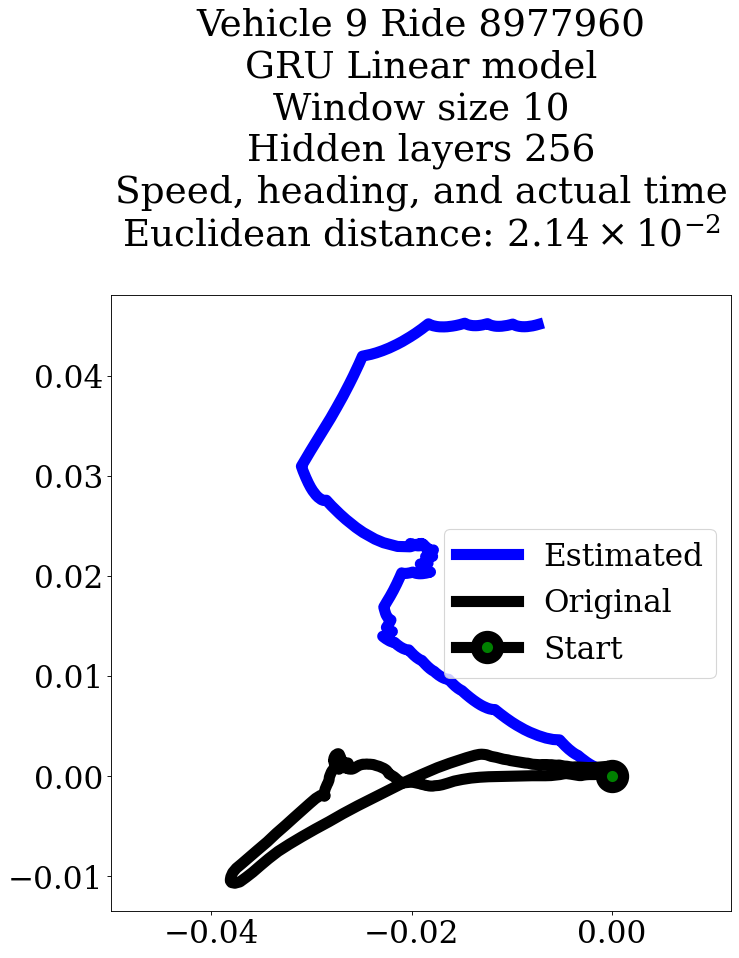 Vehicle 9 Ride 8977960
GRU Linear model
Window size 10
Hidden layers 256
Speed, heading, and actual time
Euclidean distance: 2.14 × 10⁻²
0.04
0.03
0.02
0.01
0.00
−0.01
Estimated
Original
Start
−0.04
−0.02
0.00